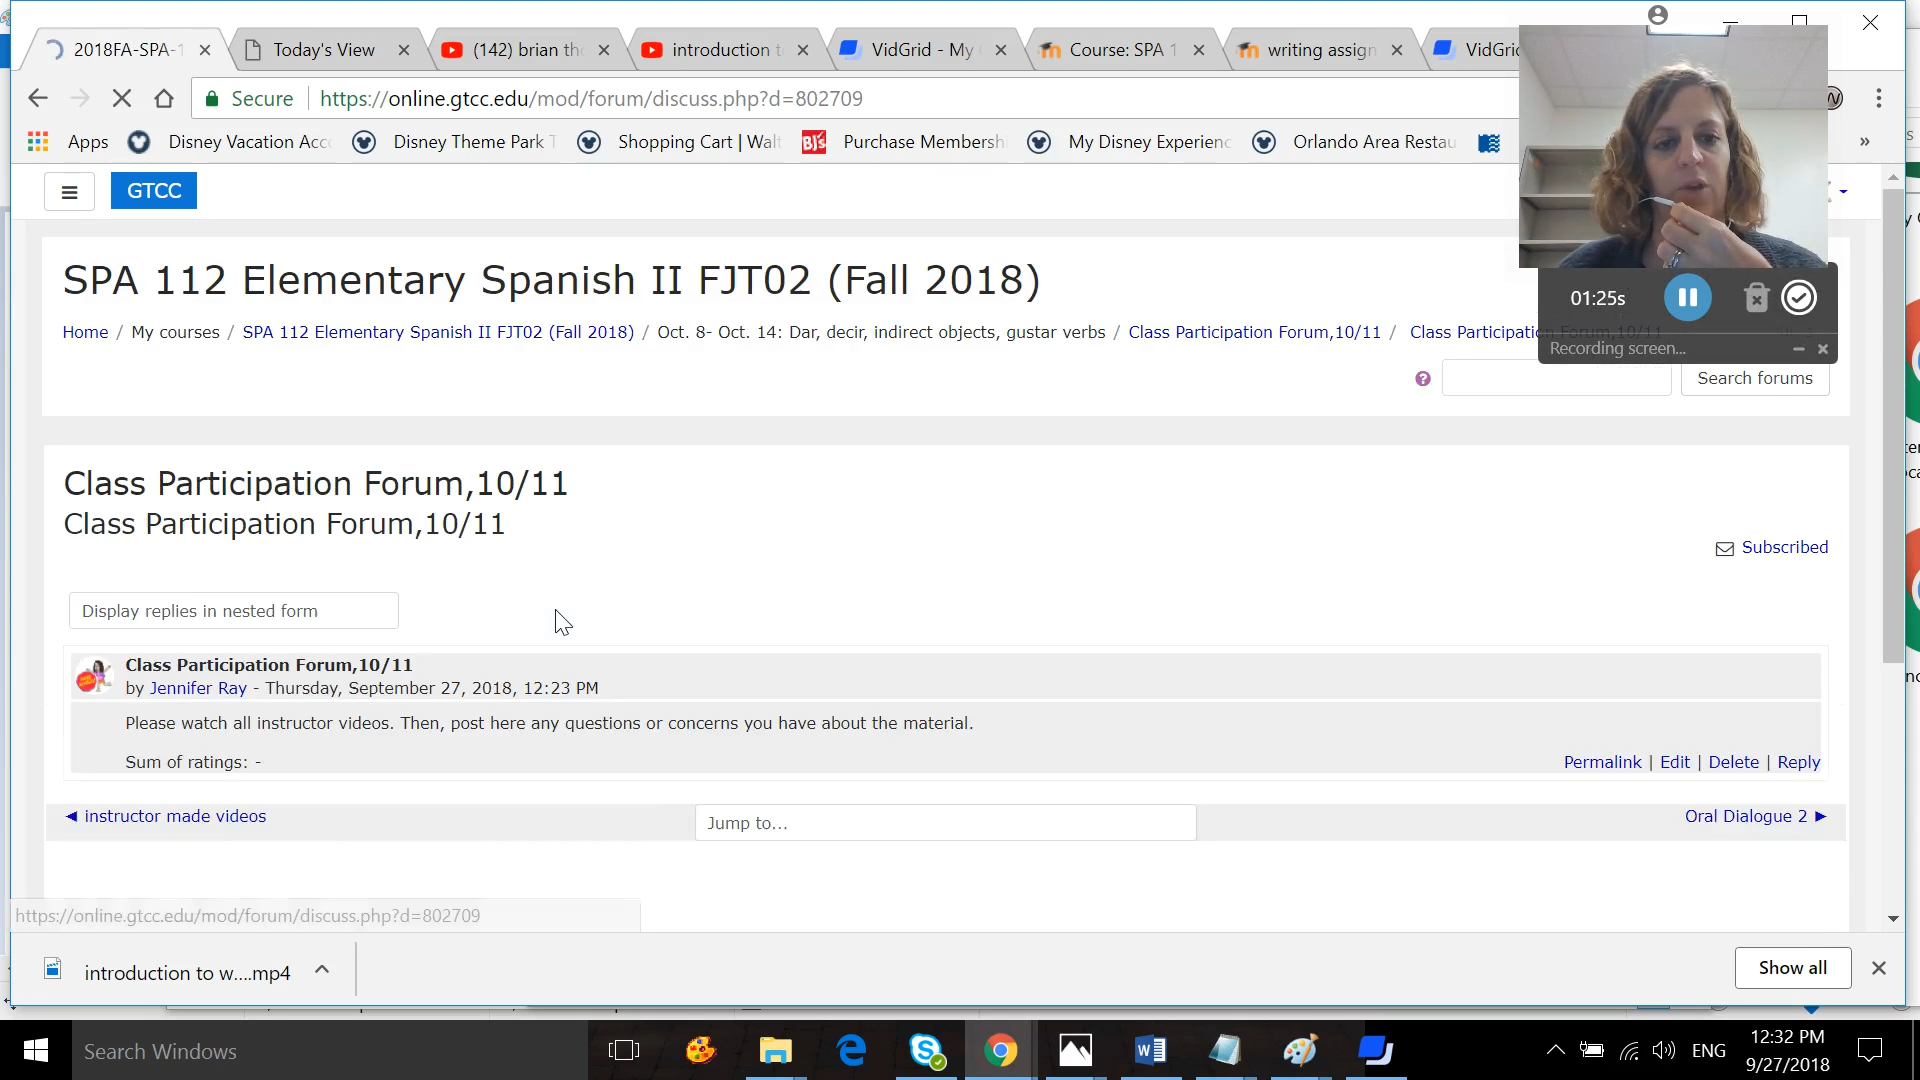 2018FA-SPA-1
Today's View
(142) brian th
introduction t
VidGrid - My
Course: SPA 1
writing assign
VidGri
Secure
https://online.gtcc.edu/mod/forum/discuss.php?d=802709
Apps
Disney Vacation Acc
Disney Theme Park T
Shopping Cart | Walt
BJ's
Purchase Membersh
My Disney Experienc
Orlando Area Restau
»
GTCC
SPA 112 Elementary Spanish II FJT02 (Fall 2018)
01:25s
Home / My courses / SPA 112 Elementary Spanish II FJT02 (Fall 2018) / Oct. 8- Oct. 14: Dar, decir, indirect objects, gustar verbs / Class Participation Forum,10/11 / Class Participation Forum,10/11
Recording screen...
Search forums
Class Participation Forum,10/11
Class Participation Forum,10/11
Subscribed
Display replies in nested form
Class Participation Forum,10/11
by Jennifer Ray - Thursday, September 27, 2018, 12:23 PM
Please watch all instructor videos. Then, post here any questions or concerns you have about the material.
Sum of ratings: -
Permalink | Edit | Delete | Reply
◄ instructor made videos
Jump to...
Oral Dialogue 2 ►
https://online.gtcc.edu/mod/forum/discuss.php?d=802709
introduction to w....mp4
Show all
Search Windows
ENG
12:32 PM
9/27/2018